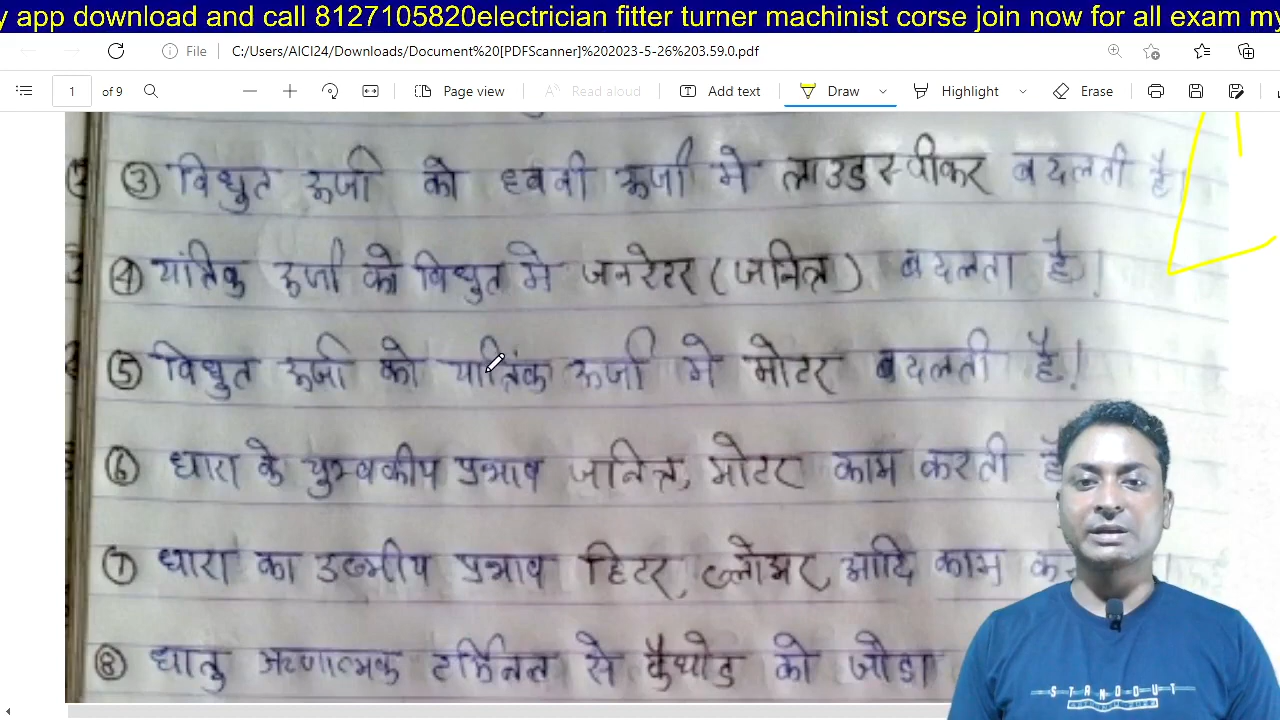 y app download and call 8127105820electrician fitter turner machinist corse join now for all exam my
File C:/Users/AICI24/Downloads/Document%20[PDFScanner]%202023-5-26%203.59.0.pdf
1 of 9 Page view Read aloud Add text Draw Highlight Erase
③ विधुत ऊर्जा को ध्वनी ऊर्जा मे लाउडस्पीकर बदलती है
④ यांत्रिक ऊर्जा को विधुत मे जनरेटर (जनित्र) बदलता है।
⑤ विधुत ऊर्जा को यांत्रिक ऊर्जा मे मोटर बदलती है।
⑥ धारा के चुम्बकीय प्रभाव जनित्र, मोटर काम करती है
⑦ धारा का उष्मीय प्रभाव हिटर, ब्लोअर, आदि काम
⑧ धातु ऋणात्मक टर्मिनल से कैथोड को जोडा
STANDOUT